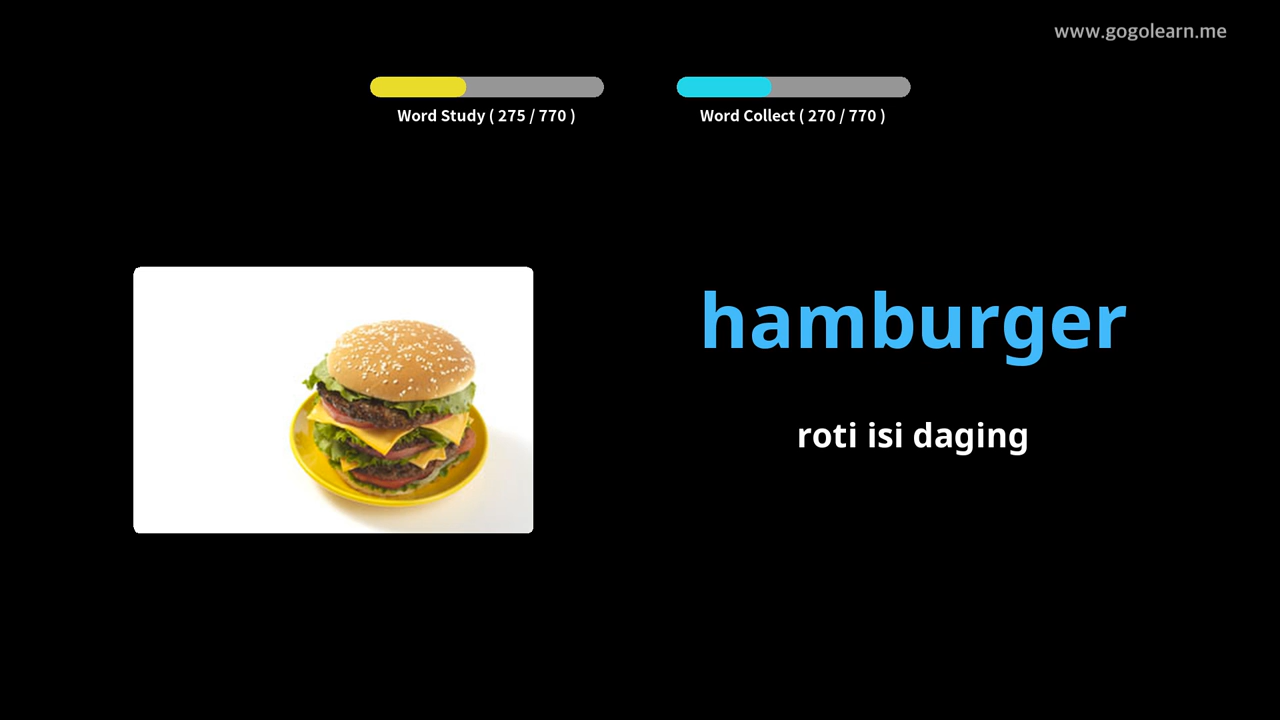 www.gogolearn.me
Word Study ( 275 / 770 )
Word Collect ( 270 / 770 )
hamburger
roti isi daging